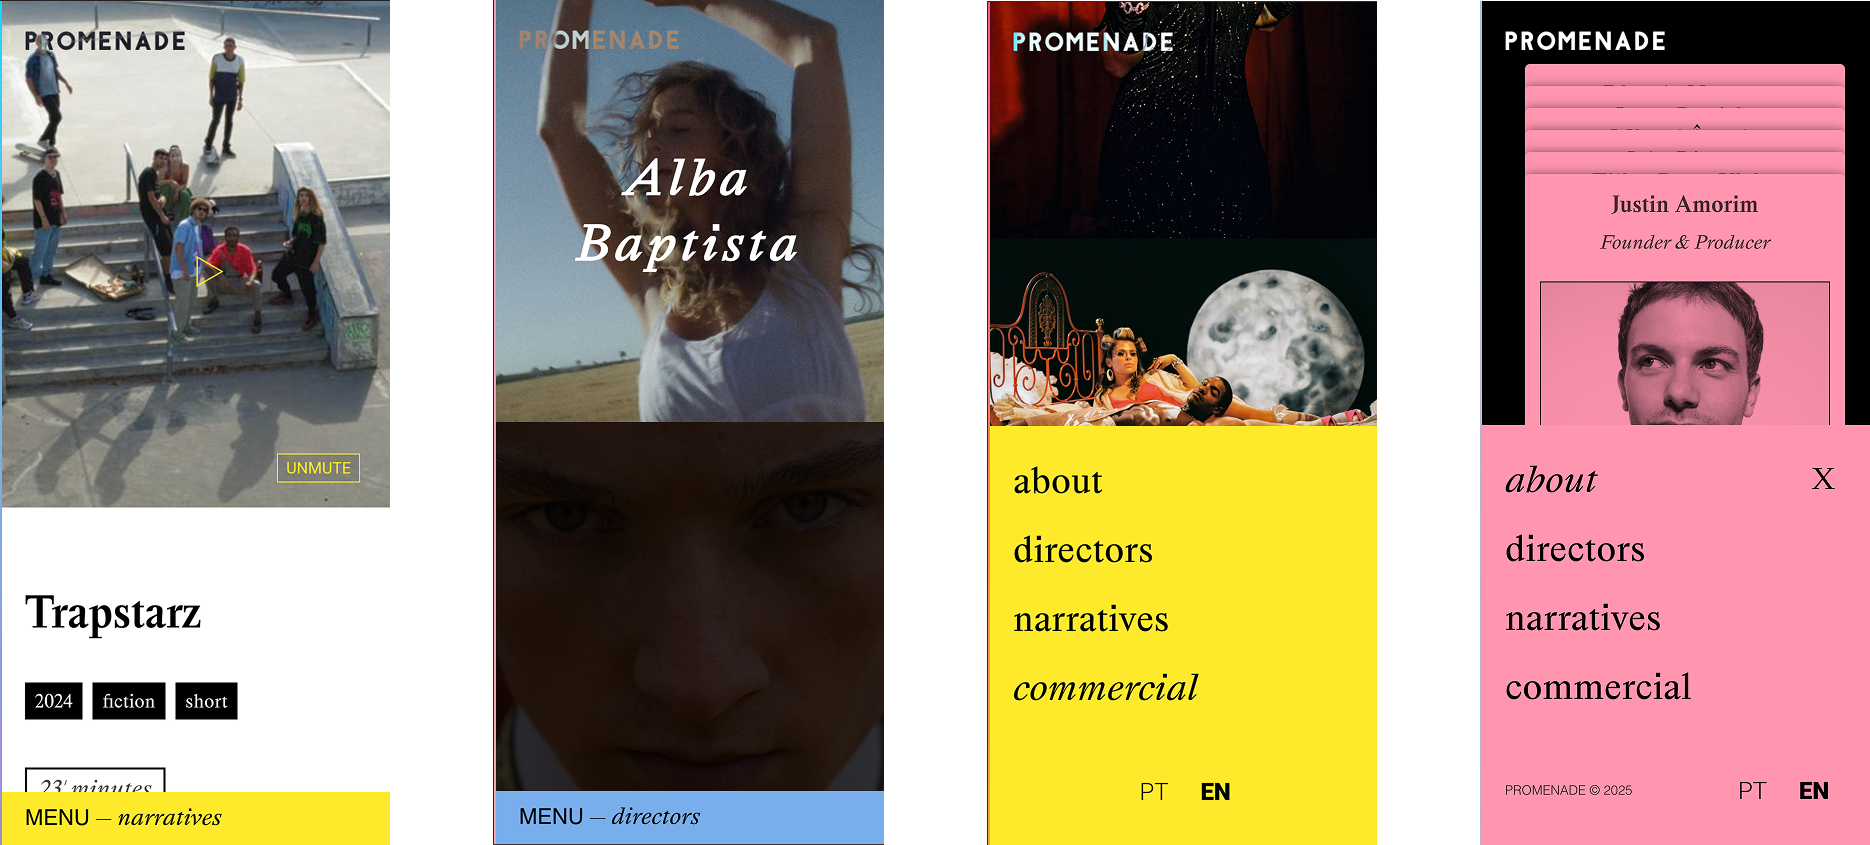 PROMENADE
UNMUTE
Trapstarz
2024 fiction short
23' minutes
MENU — narratives
PROMENADE
Alba
Baptista
MENU — directors
PROMENADE
about
directors
narratives
commercial
PT EN
PROMENADE
Justin Amorim
Founder & Producer
about X
directors
narratives
commercial
PROMENADE © 2025 PT EN